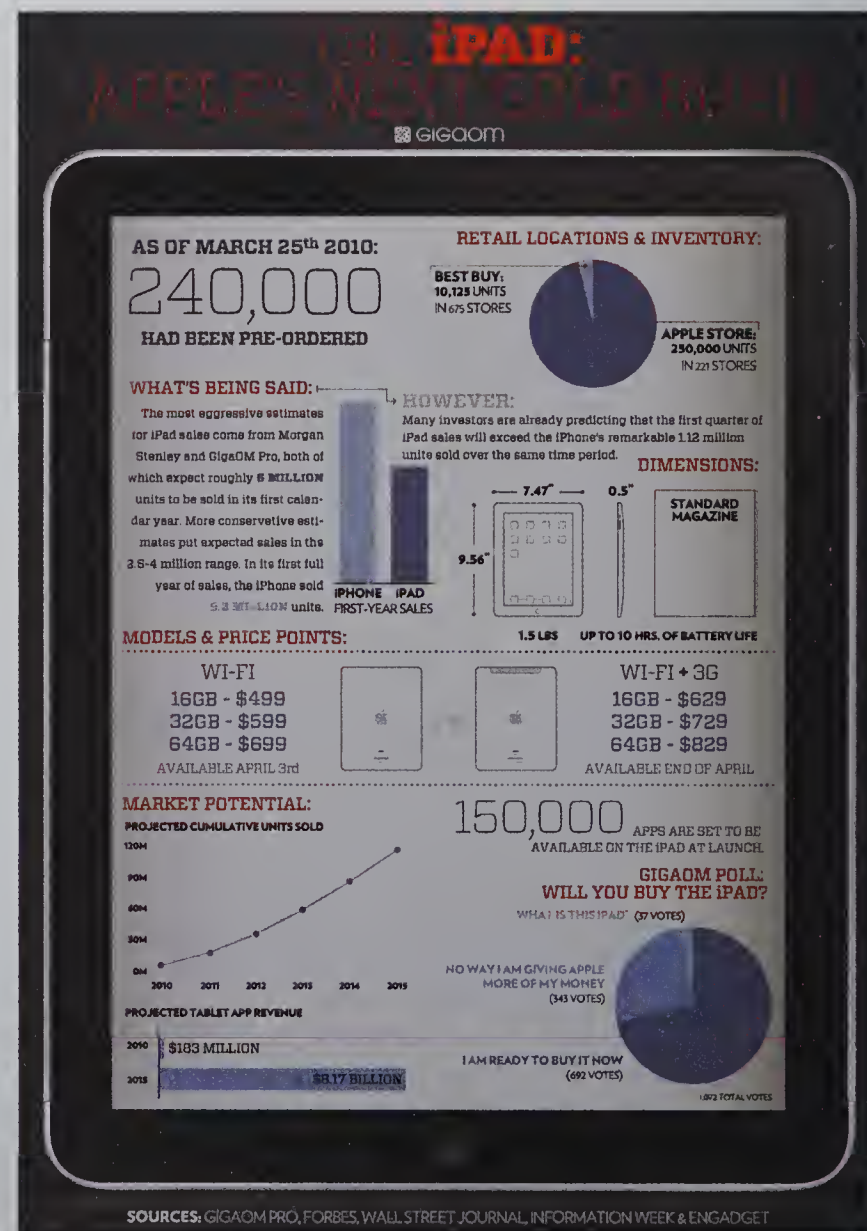 THE iPAD:
APPLE'S NEXT GOLD RUSH
GIGAOM
AS OF MARCH 25th 2010:
240,000
HAD BEEN PRE-ORDERED
RETAIL LOCATIONS & INVENTORY:
BEST BUY:
10,125 UNITS
IN 675 STORES
APPLE STORE:
250,000 UNITS
IN 221 STORES
WHAT'S BEING SAID:
The most aggressive estimates
for iPad sales come from Morgan
Stanley and GigaOM Pro, both of
which expect roughly 6 MILLION
units to be sold in its first calen-
dar year. More conservative esti-
mates put expected sales in the
3.5-4 million range. In its first full
year of sales, the iPhone sold
units.
iPHONE iPAD
FIRST-YEAR SALES
HOWEVER:
Many investors are already predicting that the first quarter of
iPad sales will exceed the iPhone's remarkable 1.12 million
units sold over the same time period.
DIMENSIONS:
7.47"
0.5"
9.56"
STANDARD
MAGAZINE
1.5 LBS
UP TO 10 HRS. OF BATTERY LIFE
MODELS & PRICE POINTS:
WI-FI
16GB - $499
32GB - $599
64GB - $699
AVAILABLE APRIL 3rd
WI-FI + 3G
16GB - $629
32GB - $729
64GB - $829
AVAILABLE END OF APRIL
MARKET POTENTIAL:
PROJECTED CUMULATIVE UNITS SOLD
120M
90M
60M
30M
0M
2010 2011 2012 2013 2014 2015
PROJECTED TABLET APP REVENUE
2010 $183 MILLION
2015 $8.17 BILLION
150,000 APPS ARE SET TO BE
AVAILABLE ON THE iPAD AT LAUNCH.
GIGAOM POLL:
WILL YOU BUY THE iPAD?
WHAT IS THIS IPAD? (37 VOTES)
NO WAY I AM GIVING APPLE
MORE OF MY MONEY
(343 VOTES)
I AM READY TO BUY IT NOW
(692 VOTES)
1,072 TOTAL VOTES
SOURCES: GIGAOM PRO, FORBES, WALL STREET JOURNAL, INFORMATION WEEK & ENGADGET